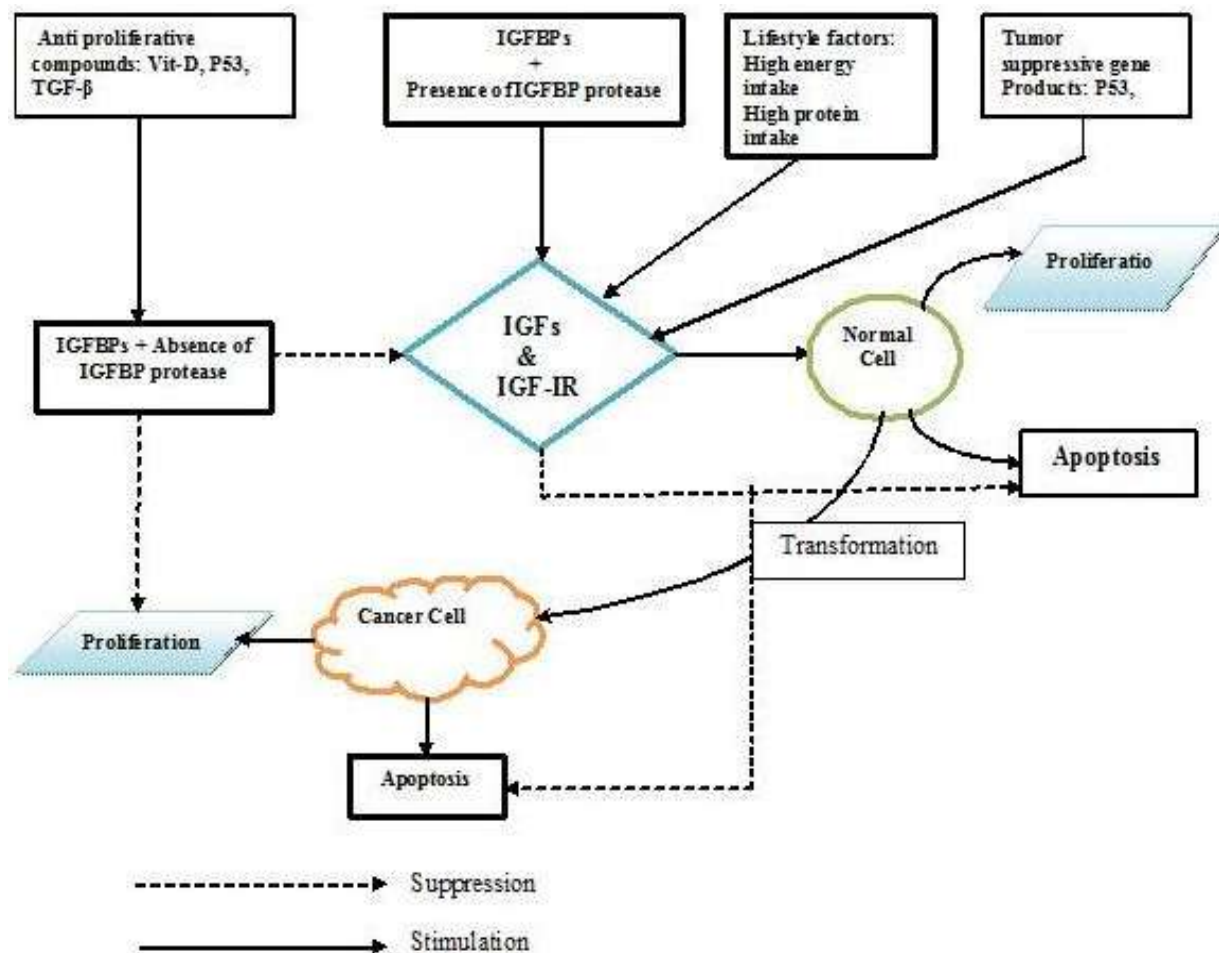 Anti proliferative
compounds: Vit-D, P53,
TGF-β
IGFBPs
+
Presence of IGFBP protease
Lifestyle factors:
High energy
intake
High protein
intake
Tumor
suppressive gene
Products: P53,
Proliferatio
IGFBPs + Absence of
IGFBP protease
IGFs
&
IGF-IR
Normal
Cell
Apoptosis
Transformation
Cancer Cell
Proliferation
Apoptosis
Suppression
Stimulation